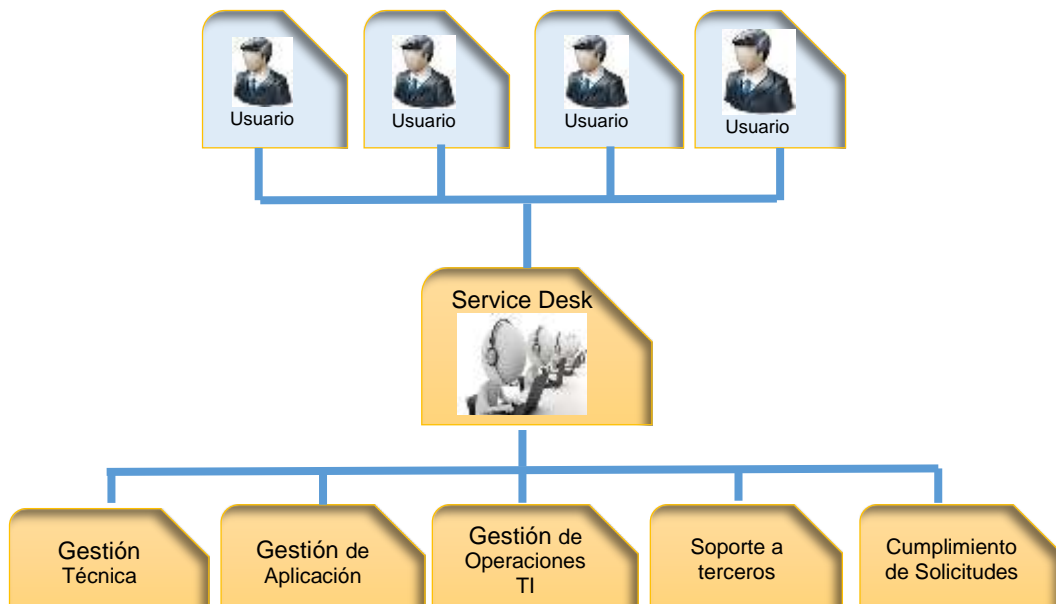 Usuario
Usuario
Usuario
Usuario
Service Desk
Gestión
Técnica
Gestión de
Aplicación
Gestión de
Operaciones
TI
Soporte a
terceros
Cumplimiento
de Solicitudes